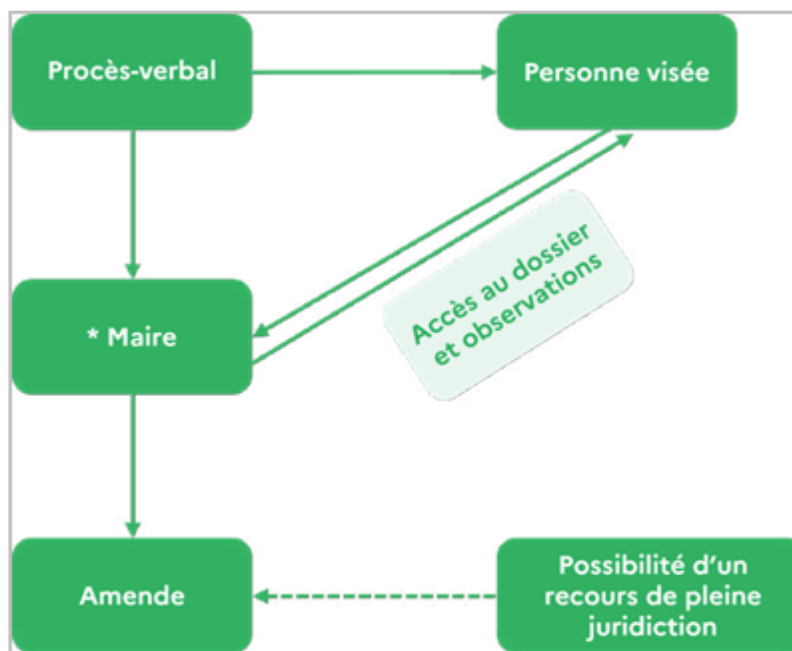 Procès-verbal
Personne visée
Accès au dossier
et observations
* Maire
Amende
Possibilité d'un
recours de pleine
juridiction